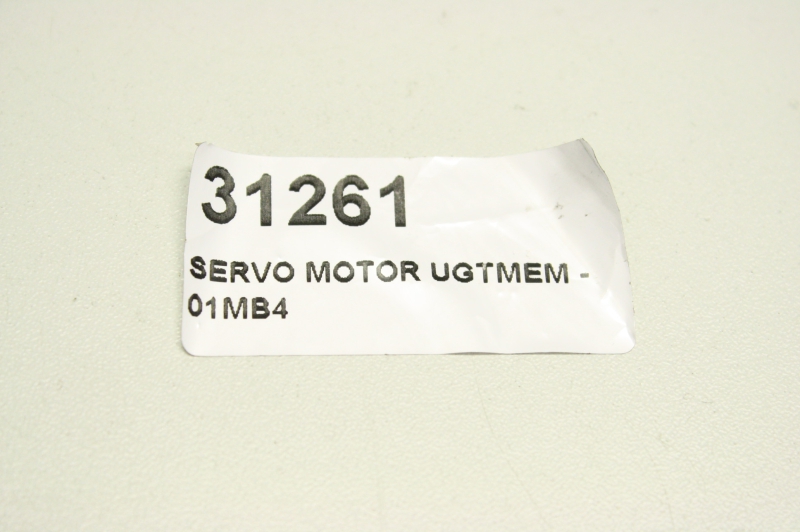 31261
SERVO MOTOR UGTMEM -
01MB4